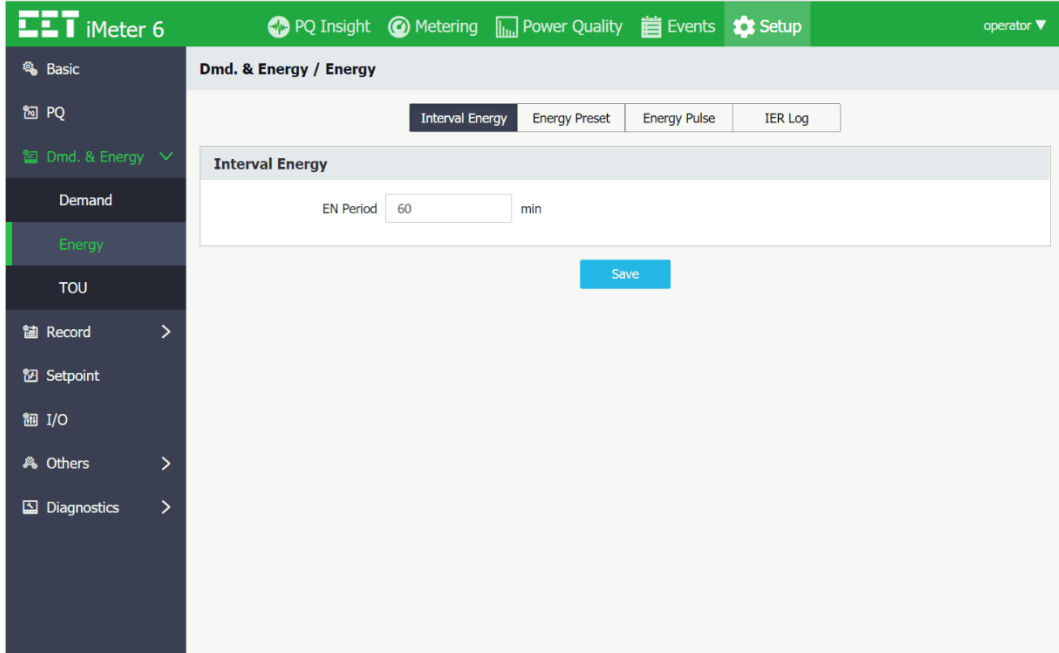 CET iMeter 6
PQ Insight
Metering
Power Quality
Events
Setup
operator ▼
Basic
PQ
Dmd. & Energy
Demand
Energy
TOU
Record
Setpoint
I/O
Others
Diagnostics
Dmd. & Energy / Energy
Interval Energy
Energy Preset
Energy Pulse
IER Log
Interval Energy
EN Period 60 min
Save